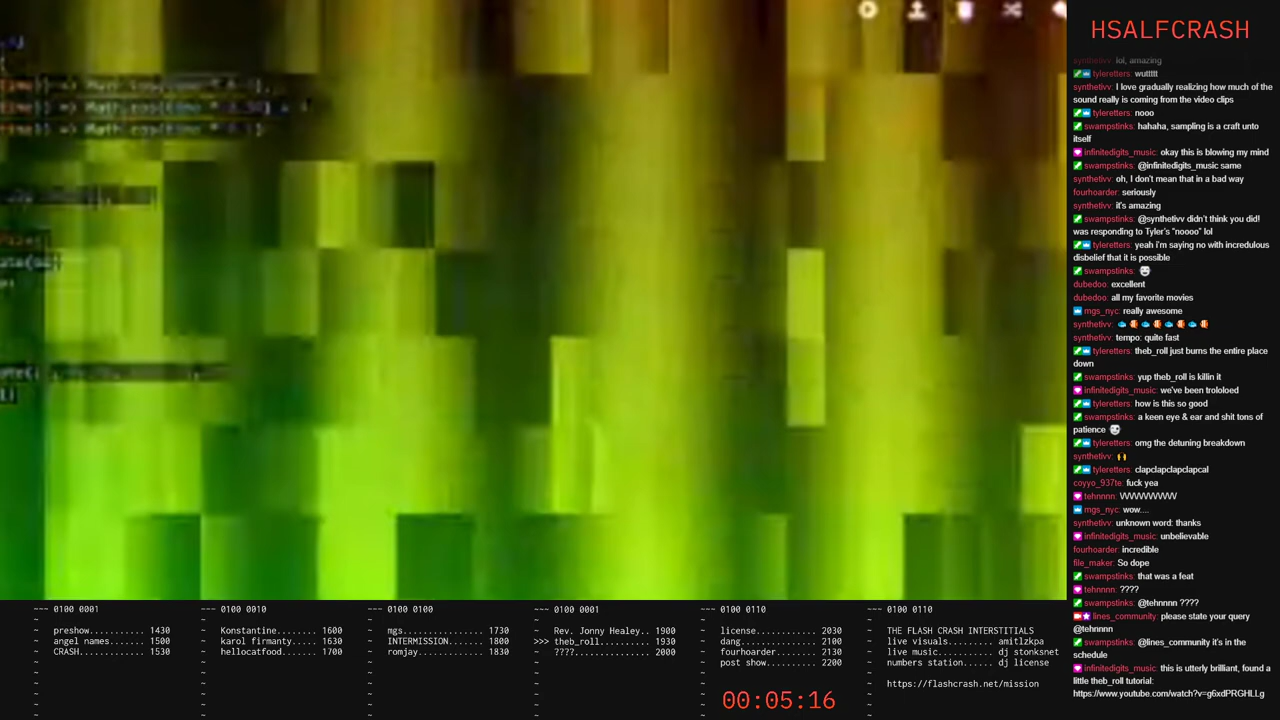 HSALFCRASH
synthetivv: lol, amazing
tyleretters: wuttttt
synthetivv: I love gradually realizing how much of the
sound really is coming from the video clips
tyleretters: nooo
swampstinks: hahaha, sampling is a craft unto
itself
infinitedigits_music: okay this is blowing my mind
swampstinks: @infinitedigits_music same
synthetivv: oh, I don't mean that in a bad way
fourhoarder: seriously
synthetivv: it's amazing
swampstinks: @synthetivv didn't think you did!
was responding to Tyler's "noooo" lol
tyleretters: yeah i'm saying no with incredulous
disbelief that it is possible
swampstinks:
dubedoo: excellent
dubedoo: all my favorite movies
mgs_nyc: really awesome
synthetivv: 🐟 🐠 🐟 🐠 🐟 🐠 🐟 🐠
synthetivv: tempo: quite fast
tyleretters: theb_roll just burns the entire place
down
swampstinks: yup theb_roll is killin it
infinitedigits_music: we've been trololoed
tyleretters: how is this so good
swampstinks: a keen eye & ear and shit tons of
patience
tyleretters: omg the detuning breakdown
synthetivv: 🙌
tyleretters: clapclapclapclapcal
coyyo_937te: fuck yea
tehnnnn: VVVVVVVVVV
mgs_nyc: wow....
synthetivv: unknown word: thanks
infinitedigits_music: unbelievable
fourhoarder: incredible
file_maker: So dope
swampstinks: that was a feat
tehnnnn: ????
swampstinks: @tehnnnn ????
lines_community: please state your query
@tehnnnn
swampstinks: @lines_community it's in the
schedule
infinitedigits_music: this is utterly brilliant, found a
little theb_roll tutorial:
https://www.youtube.com/watch?v=g6xdPRGHLLg
~~~ 0100 0001
preshow.......... 1430
angel names...... 1500
CRASH............ 1530
~~~ 0100 0010
Konstantine...... 1600
karol firmanty... 1630
hellocatfood..... 1700
~~~ 0100 0100
mgs.............. 1730
INTERMISSION..... 1800
romjay........... 1830
~~~ 0100 0001
Rev. Jonny Healey.. 1900
>>> theb_roll.......... 1930
????............... 2000
~~~ 0100 0110
license.......... 2030
dang............. 2100
fourhoarder...... 2130
post show........ 2200
00:05:16
~~~ 0100 0110
THE FLASH CRASH INTERSTITIALS
live visuals....... amitlzkpa
live music........ dj stonksnet
numbers station...... dj license
https://flashcrash.net/mission